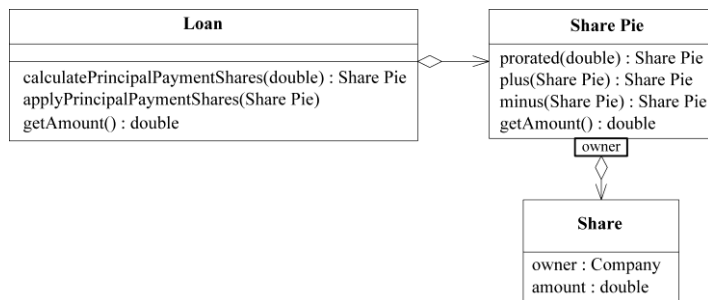 Loan
calculatePrincipalPaymentShares(double) : Share Pie
applyPrincipalPaymentShares(Share Pie)
getAmount() : double
Share Pie
prorated(double) : Share Pie
plus(Share Pie) : Share Pie
minus(Share Pie) : Share Pie
getAmount() : double
owner
Share
owner : Company
amount : double